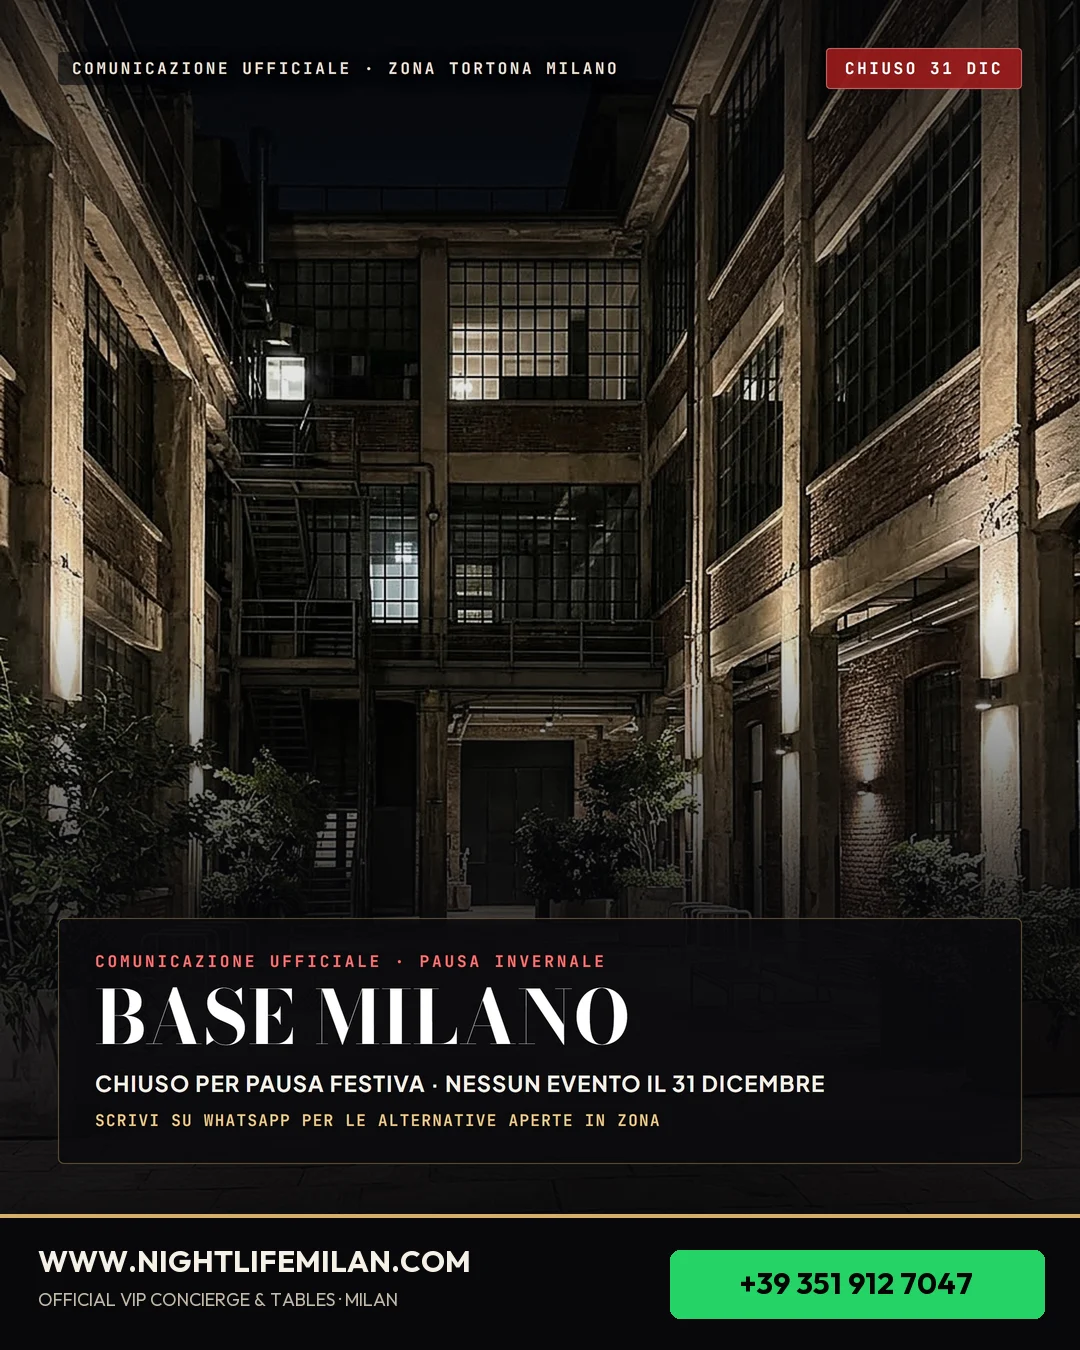 COMUNICAZIONE UFFICIALE · ZONA TORTONA MILANO
CHIUSO 31 DIC
COMUNICAZIONE UFFICIALE · PAUSA INVERNALE
BASE MILANO
CHIUSO PER PAUSA FESTIVA · NESSUN EVENTO IL 31 DICEMBRE
SCRIVI SU WHATSAPP PER LE ALTERNATIVE APERTE IN ZONA
WWW.NIGHTLIFEMILAN.COM
OFFICIAL VIP CONCIERGE & TABLES · MILAN
+39 351 912 7047